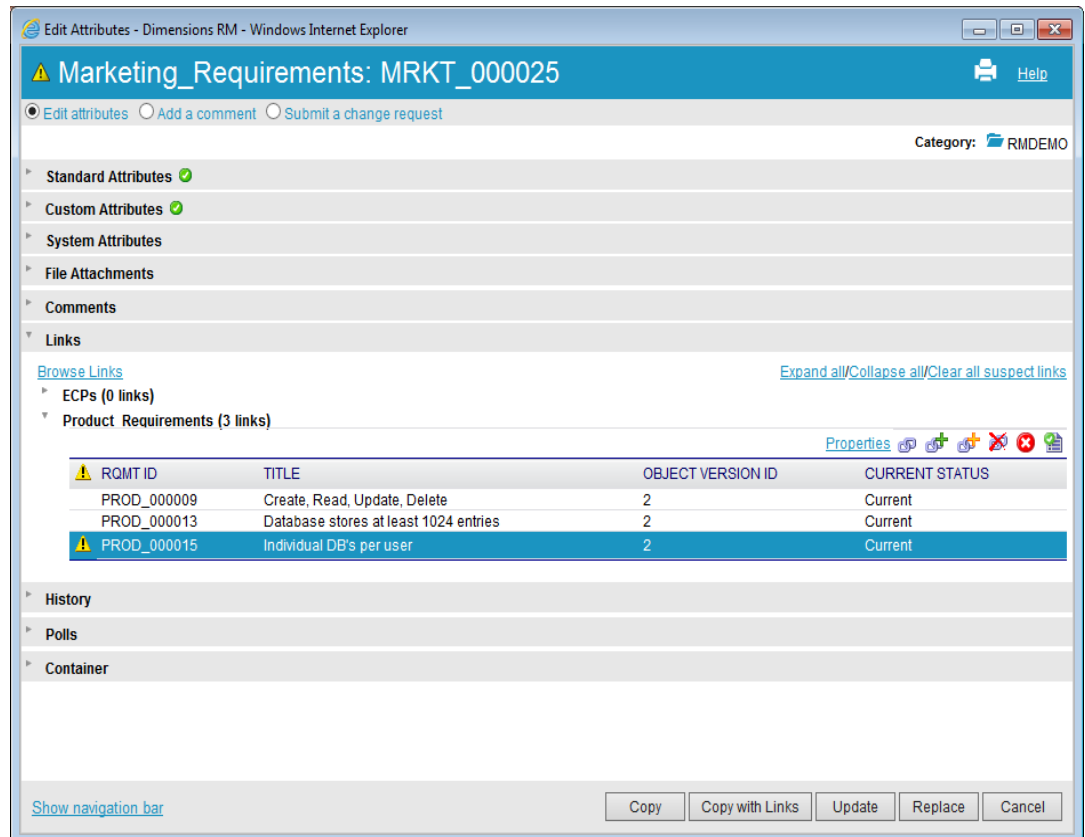 Edit Attributes - Dimensions RM - Windows Internet Explorer
Marketing_Requirements: MRKT_000025 Help
Edit attributes Add a comment Submit a change request
Category: RMDEMO
Standard Attributes
Custom Attributes
System Attributes
File Attachments
Comments
Links
Browse Links Expand all/Collapse all/Clear all suspect links
ECPs (0 links)
Product_Requirements (3 links)
Properties
RQMT ID TITLE OBJECT VERSION ID CURRENT STATUS
PROD_000009 Create, Read, Update, Delete 2 Current
PROD_000013 Database stores at least 1024 entries 2 Current
PROD_000015 Individual DB's per user 2 Current
History
Polls
Container
Show navigation bar Copy Copy with Links Update Replace Cancel